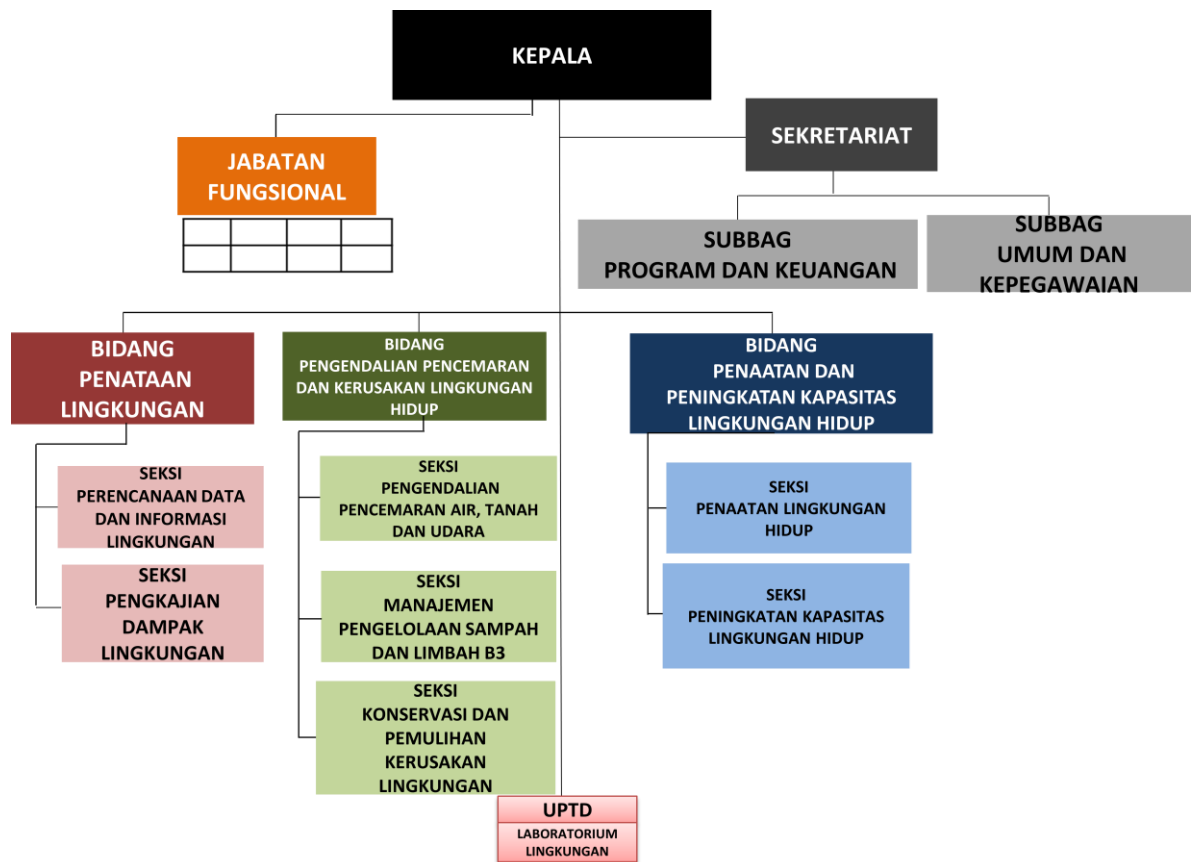 KEPALA
SEKRETARIAT
JABATAN
FUNGSIONAL
SUBBAG
PROGRAM DAN KEUANGAN
SUBBAG
UMUM DAN
KEPEGAWAIAN
BIDANG
PENATAAN
LINGKUNGAN
BIDANG
PENGENDALIAN PENCEMARAN
DAN KERUSAKAN LINGKUNGAN
HIDUP
BIDANG
PENAATAN DAN
PENINGKATAN KAPASITAS
LINGKUNGAN HIDUP
SEKSI
PERENCANAAN DATA
DAN INFORMASI
LINGKUNGAN
SEKSI
PENGKAJIAN
DAMPAK
LINGKUNGAN
SEKSI
PENGENDALIAN
PENCEMARAN AIR, TANAH
DAN UDARA
SEKSI
MANAJEMEN
PENGELOLAAN SAMPAH
DAN LIMBAH B3
SEKSI
KONSERVASI DAN
PEMULIHAN
KERUSAKAN
LINGKUNGAN
SEKSI
PENAATAN LINGKUNGAN
HIDUP
SEKSI
PENINGKATAN KAPASITAS
LINGKUNGAN HIDUP
UPTD
LABORATORIUM
LINGKUNGAN